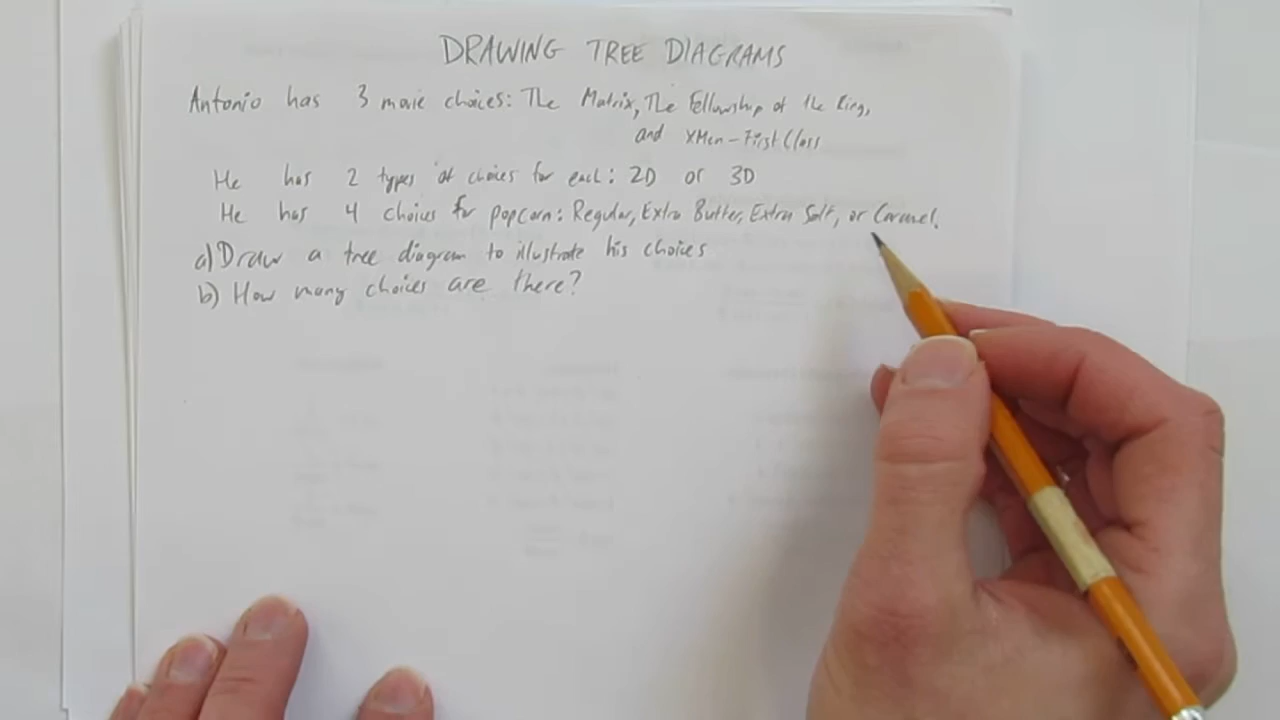 DRAWING TREE DIAGRAMS
Antonio has 3 movie choices: The Matrix, The Fellowship of the Ring,
and XMen-First Class
He has 2 types of choices for each: 2D or 3D
He has 4 choices for popcorn: Regular, Extra Butter, Extra Salt, or Caramel.
a) Draw a tree diagram to illustrate his choices
b) How many choices are there?